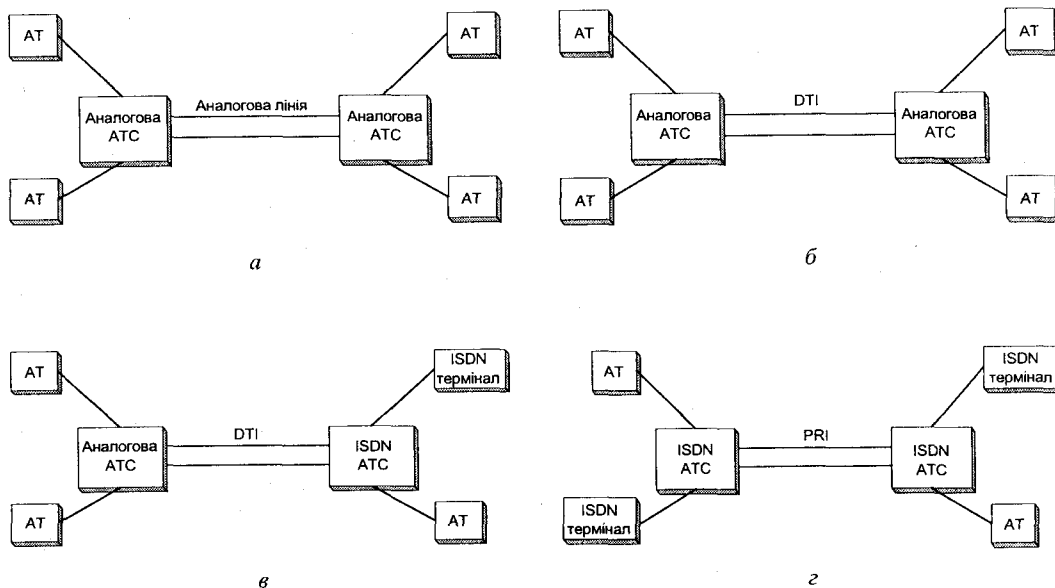 АТ
АТ
Аналогова лінія
Аналогова
АТС
Аналогова
АТС
АТ
АТ
а
АТ
АТ
DTI
Аналогова
АТС
Аналогова
АТС
АТ
АТ
б
АТ
ISDN
термінал
DTI
Аналогова
АТС
ISDN
АТС
АТ
АТ
в
АТ
ISDN
термінал
PRI
ISDN
АТС
ISDN
АТС
ISDN
термінал
АТ
г